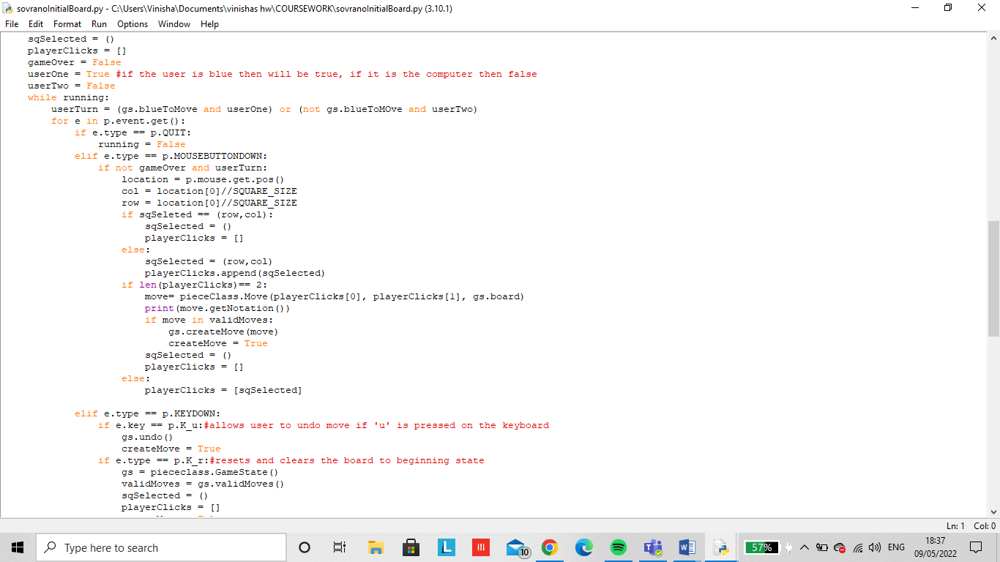 sovranoInitialBoard.py - C:\Users\Vinisha\Documents\vinishas hw\COURSEWORK\sovranoInitialBoard.py (3.10.1)
File Edit Format Run Options Window Help
    sqSelected = ()
    playerClicks = []
    gameOver = False
    userOne = True #if the user is blue then will be true, if it is the computer then false
    userTwo = False
    while running:
        userTurn = (gs.blueToMove and userOne) or (not gs.blueToMOve and userTwo)
        for e in p.event.get():
            if e.type == p.QUIT:
                running = False
            elif e.type == p.MOUSEBUTTONDOWN:
                if not gameOver and userTurn:
                    location = p.mouse.get.pos()
                    col = location[0]//SQUARE_SIZE
                    row = location[0]//SQUARE_SIZE
                    if sqSeleted == (row,col):
                        sqSelected = ()
                        playerClicks = []
                    else:
                        sqSelected = (row,col)
                        playerClicks.append(sqSelected)
                    if len(playerClicks)== 2:
                        move= pieceClass.Move(playerClicks[0], playerClicks[1], gs.board)
                        print(move.getNotation())
                        if move in validMoves:
                            gs.createMove(move)
                            createMove = True
                        sqSelected = ()
                        playerClicks = []
                    else:
                        playerClicks = [sqSelected]
            elif e.type == p.KEYDOWN:
                if e.key == p.K_u:#allows user to undo move if 'u' is pressed on the keyboard
                    gs.undo()
                    createMove = True
                if e.type == p.K_r:#resets and clears the board to beginning state
                    gs = piececlass.GameState()
                    validMoves = gs.validMoves()
                    sqSelected = ()
                    playerClicks = []
Ln: 1 Col: 0
Type here to search
L
10
57%
ENG
18:37
09/05/2022